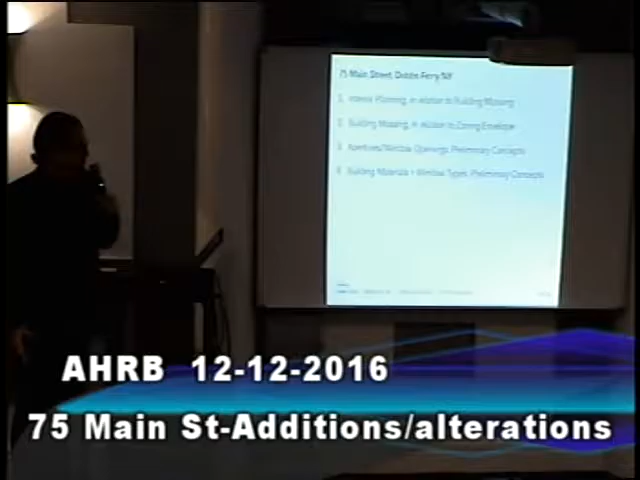 75 Main Street, Dobbs Ferry NY
1. Interior Planning, in relation to Building Massing
2. Building Massing, in relation to Zoning Envelope
3. Apertures/Window Openings, Preliminary Concepts
4. Building Materials + Window Types, Preliminary Concepts
AHRB 12-12-2016
75 Main St-Additions/alterations